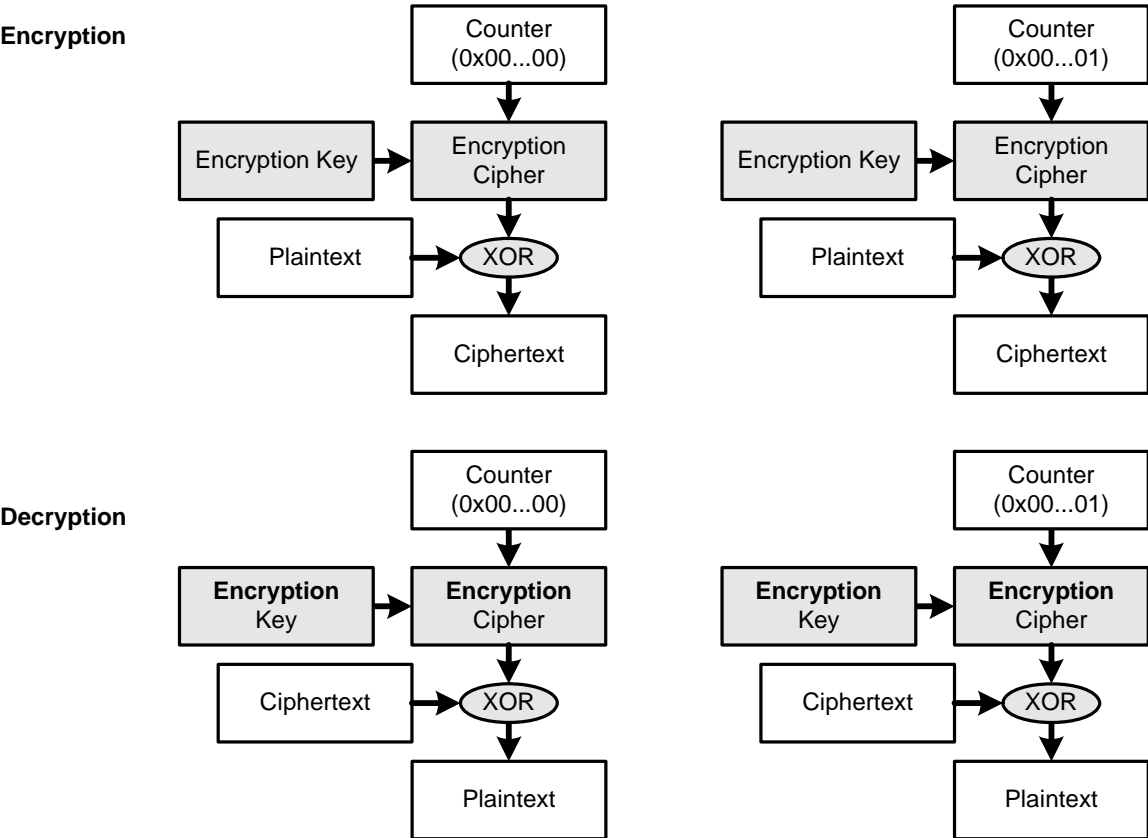 Encryption
Counter
(0x00...00)
Counter
(0x00...01)
Encryption Key
Encryption
Cipher
Encryption Key
Encryption
Cipher
Plaintext
XOR
Plaintext
XOR
Ciphertext
Ciphertext
Decryption
Counter
(0x00...00)
Counter
(0x00...01)
Encryption
Key
Encryption
Cipher
Encryption
Key
Encryption
Cipher
Ciphertext
XOR
Ciphertext
XOR
Plaintext
Plaintext